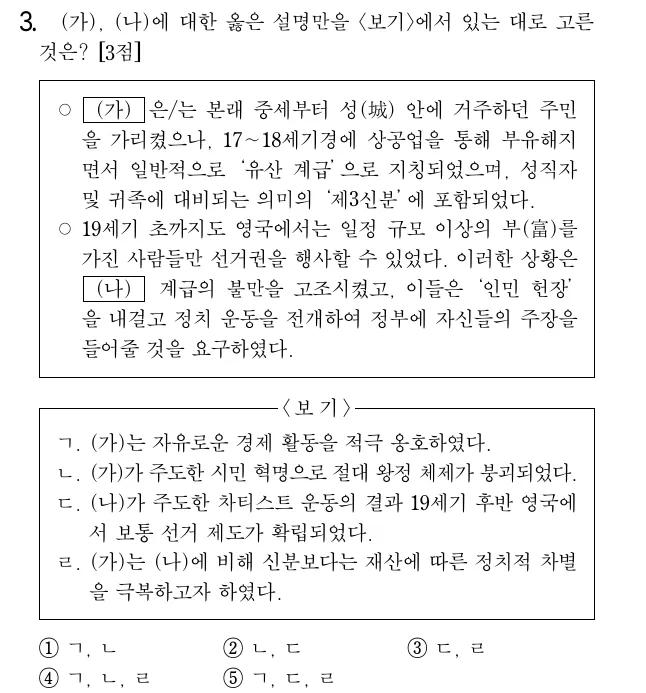 3. (가), (나)에 대한 옳은 설명만을 〈보기〉에서 있는 대로 고른
것은? [3점]
○ (가) 은/는 본래 중세부터 성(城) 안에 거주하던 주민
을 가리켰으나, 17~18세기경에 상공업을 통해 부유해지
면서 일반적으로 ‘유산 계급’으로 지칭되었으며, 성직자
및 귀족에 대비되는 의미의 ‘제3신분’에 포함되었다.
○ 19세기 초까지도 영국에서는 일정 규모 이상의 부(富)를
가진 사람들만 선거권을 행사할 수 있었다. 이러한 상황은
(나) 계급의 불만을 고조시켰고, 이들은 ‘인민 헌장’
을 내걸고 정치 운동을 전개하여 정부에 자신들의 주장을
들어줄 것을 요구하였다.
〈보 기〉
ㄱ. (가)는 자유로운 경제 활동을 적극 옹호하였다.
ㄴ. (가)가 주도한 시민 혁명으로 절대 왕정 체제가 붕괴되었다.
ㄷ. (나)가 주도한 차티스트 운동의 결과 19세기 후반 영국에
서 보통 선거 제도가 확립되었다.
ㄹ. (가)는 (나)에 비해 신분보다는 재산에 따른 정치적 차별
을 극복하고자 하였다.
① ㄱ, ㄴ ② ㄴ, ㄷ ③ ㄷ, ㄹ
④ ㄱ, ㄴ, ㄹ ⑤ ㄱ, ㄷ, ㄹ